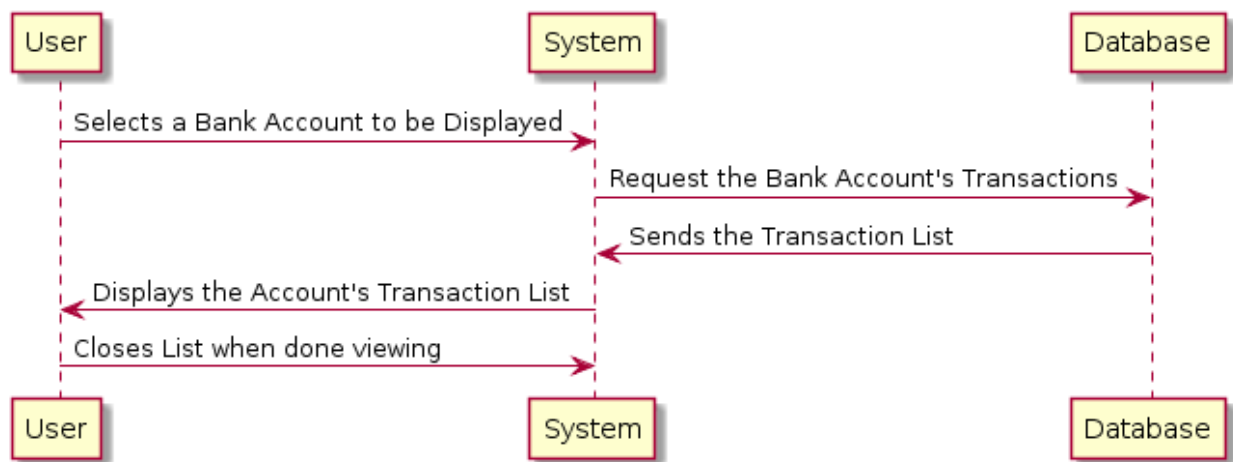 User
System
Database
Selects a Bank Account to be Displayed
Request the Bank Account's Transactions
Sends the Transaction List
Displays the Account's Transaction List
Closes List when done viewing
User
System
Database